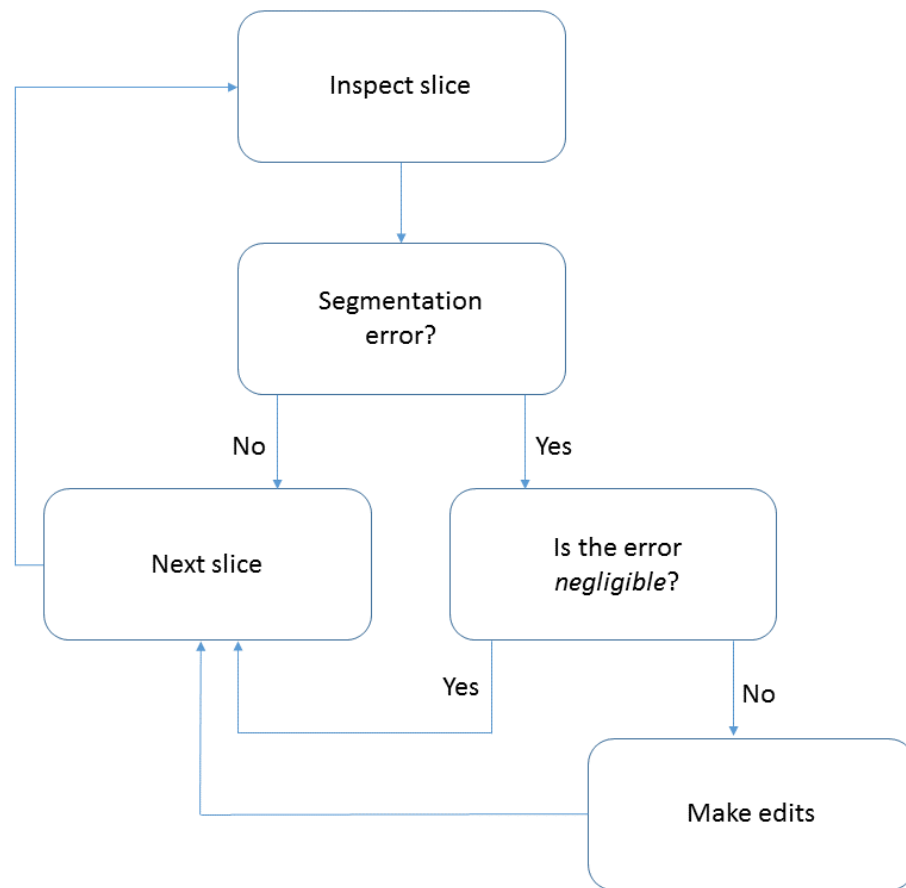 Inspect slice
Segmentation
error?
No
Yes
Next slice
Is the error
negligible?
Yes
No
Make edits